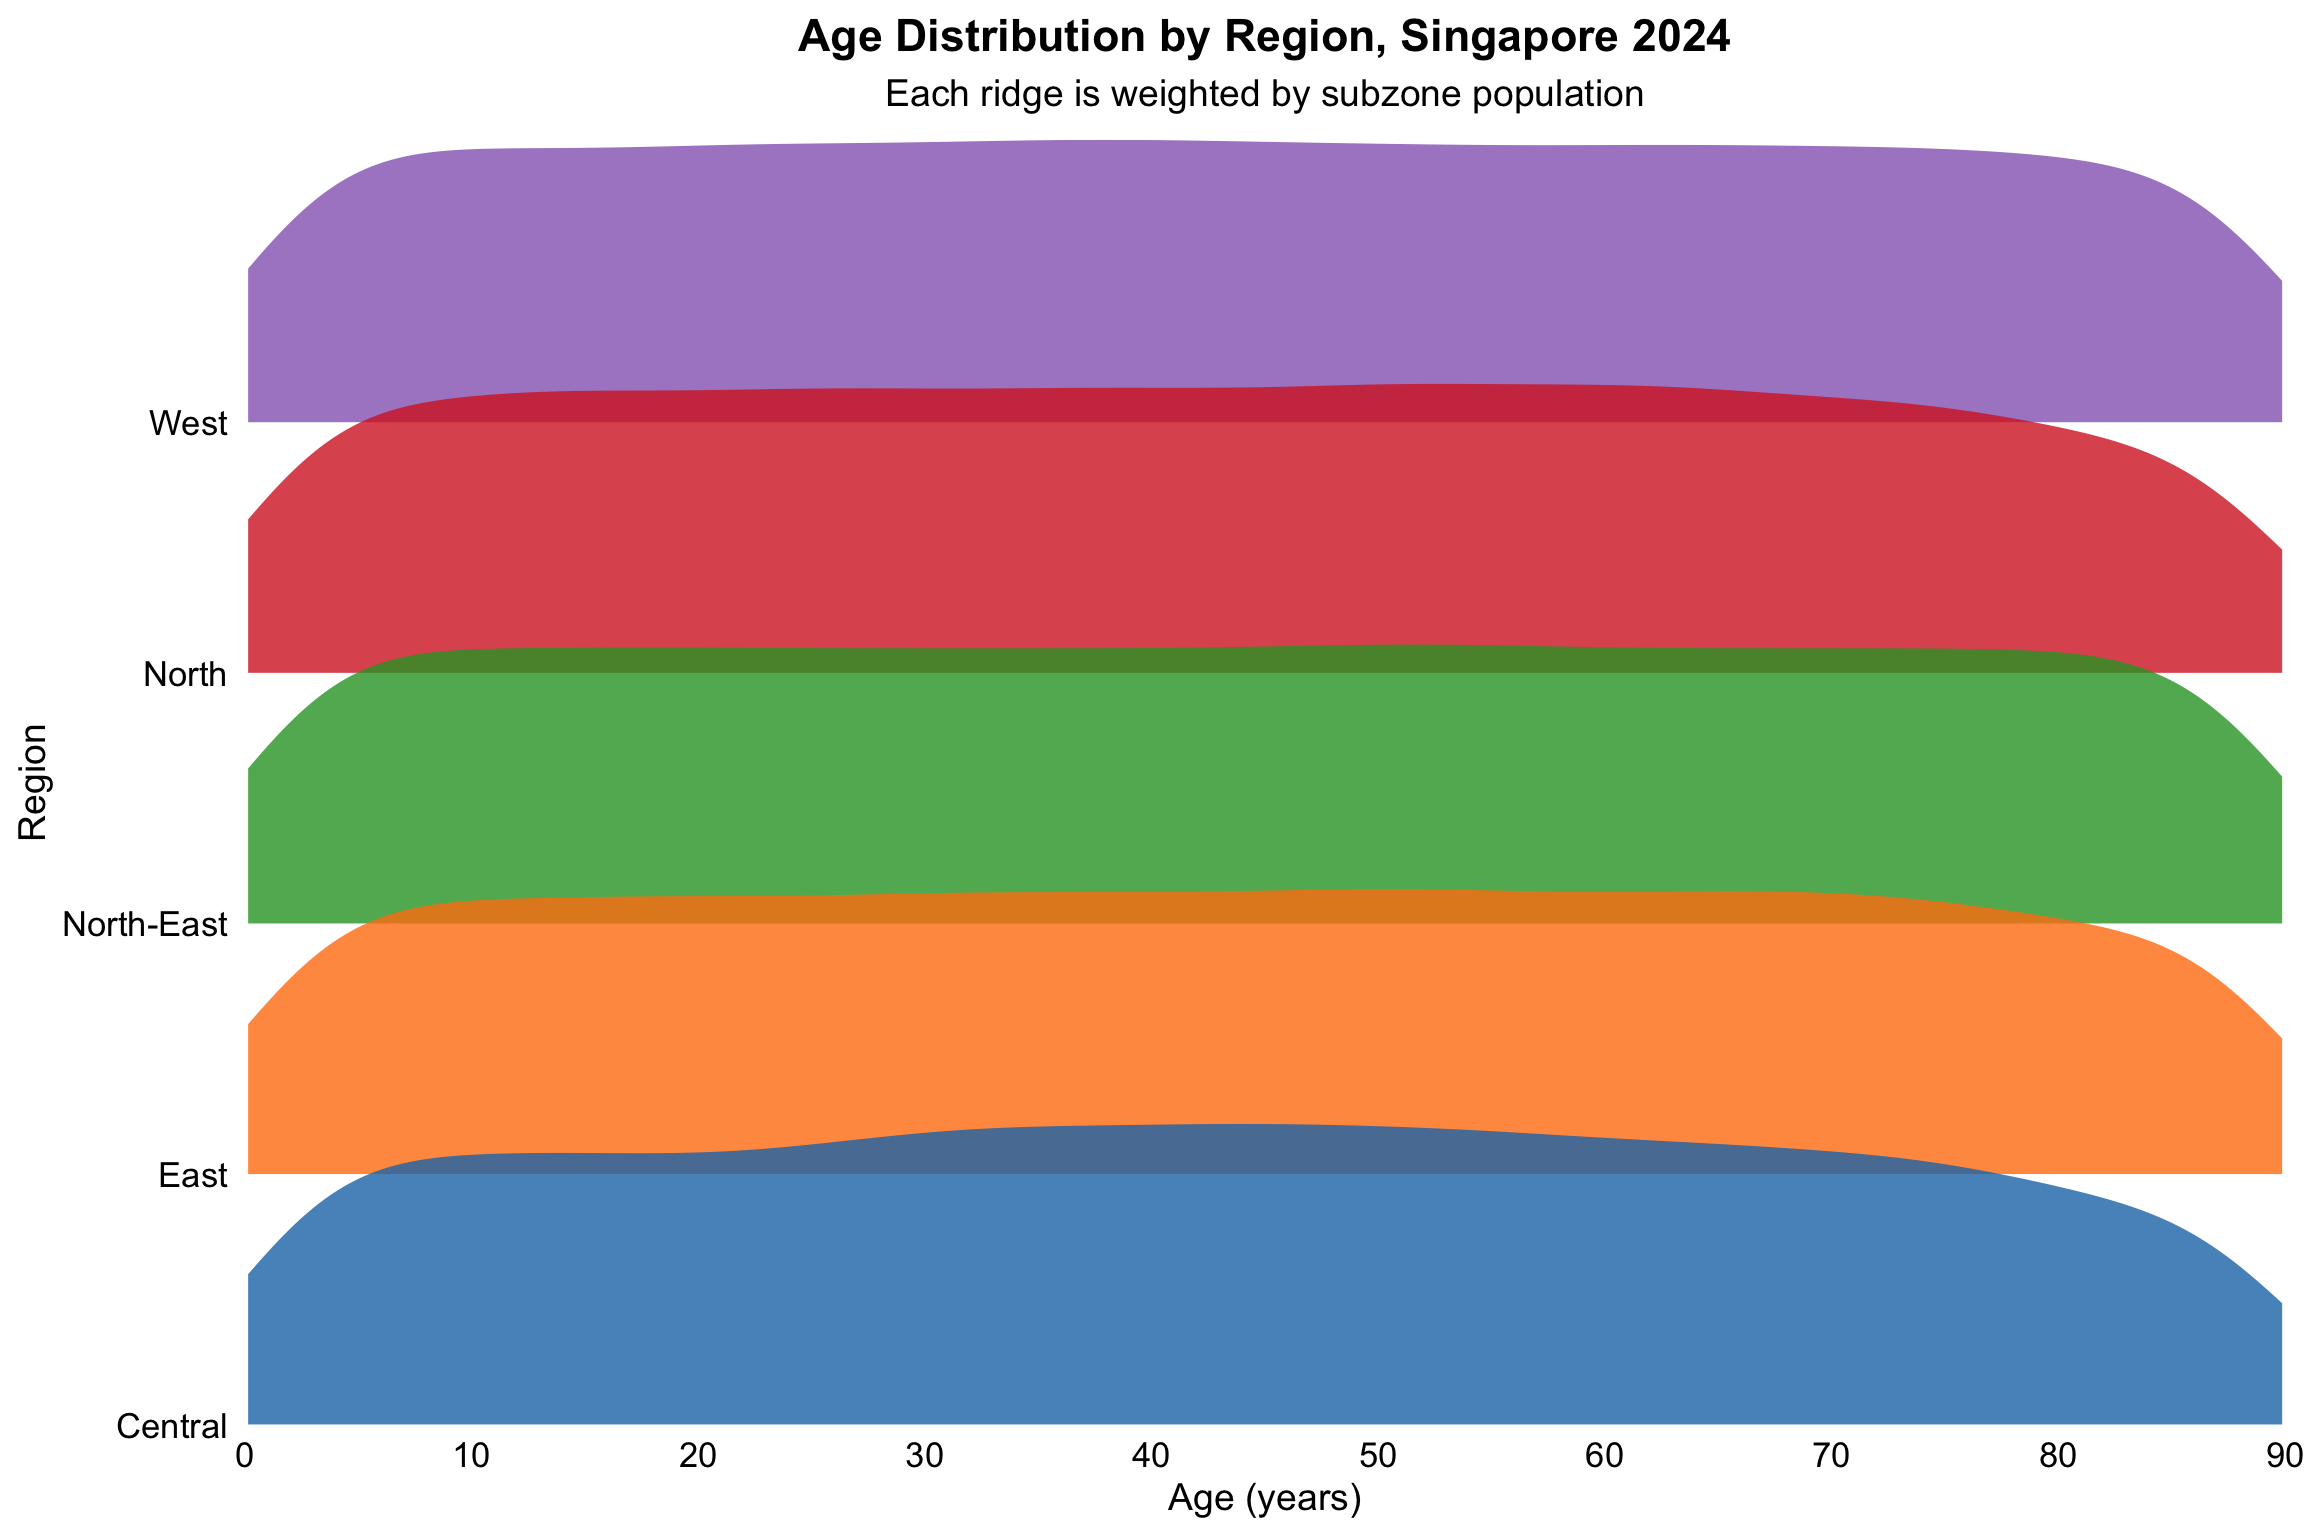 Age Distribution by Region, Singapore 2024
Each ridge is weighted by subzone population
West
North
North-East
East
Central
Region
0 10 20 30 40 50 60 70 80 90
Age (years)